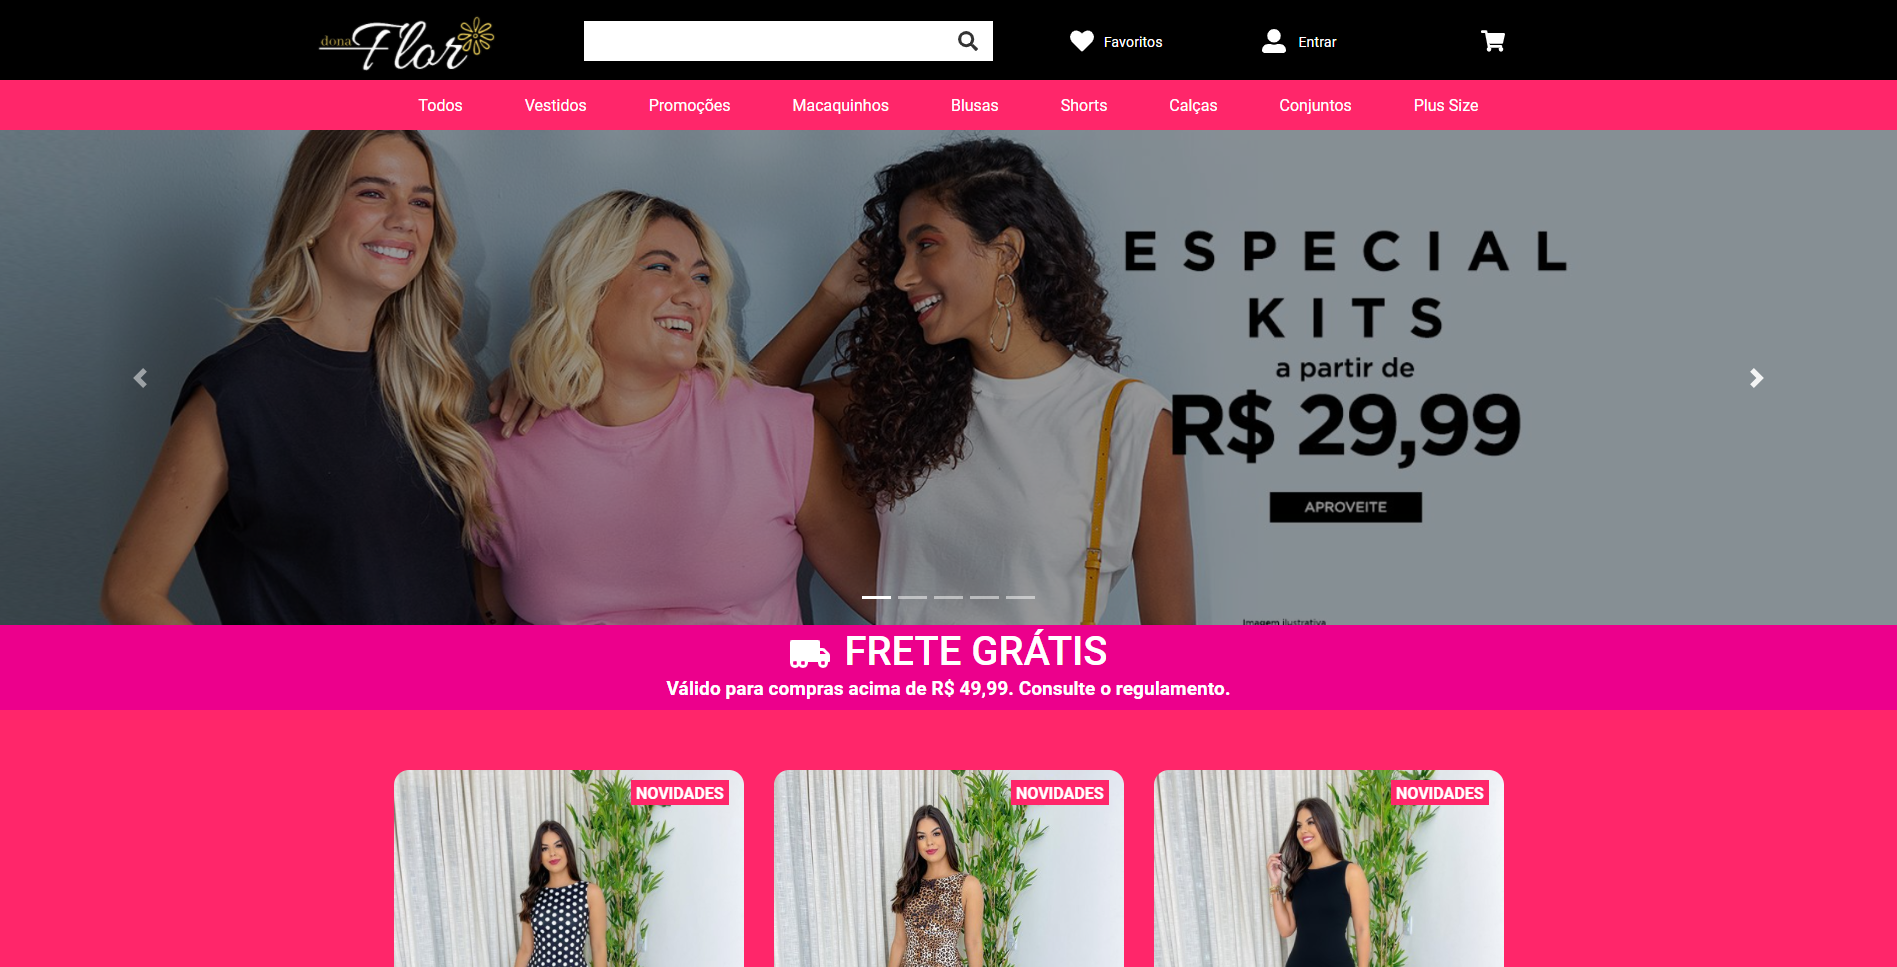 dona Flor
Favoritos
Entrar
Todos Vestidos Promoções Macaquinhos Blusas Shorts Calças Conjuntos Plus Size
ESPECIAL
KITS
a partir de
R$ 29,99
APROVEITE
Imagem ilustrativa
FRETE GRÁTIS
Válido para compras acima de R$ 49,99. Consulte o regulamento.
NOVIDADES NOVIDADES NOVIDADES